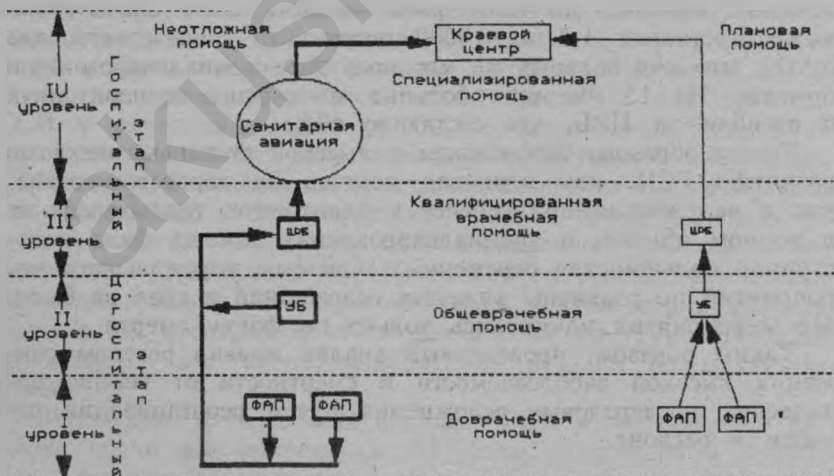 Неотложная
помощь
Краевой
центр
Плановая
помощь
IV
уровень
Госпитальный
этап
Специализированная
помощь
Санитарная
авиация
III
уровень
ЦРБ
Квалифицированная
врачебная
помощь
ЦРБ
II
уровень
Догоспитальный
этап
УБ
Общеврачебная
помощь
УБ
I
уровень
ФАП ФАП
Доврачебная
помощь
ФАП ФАП